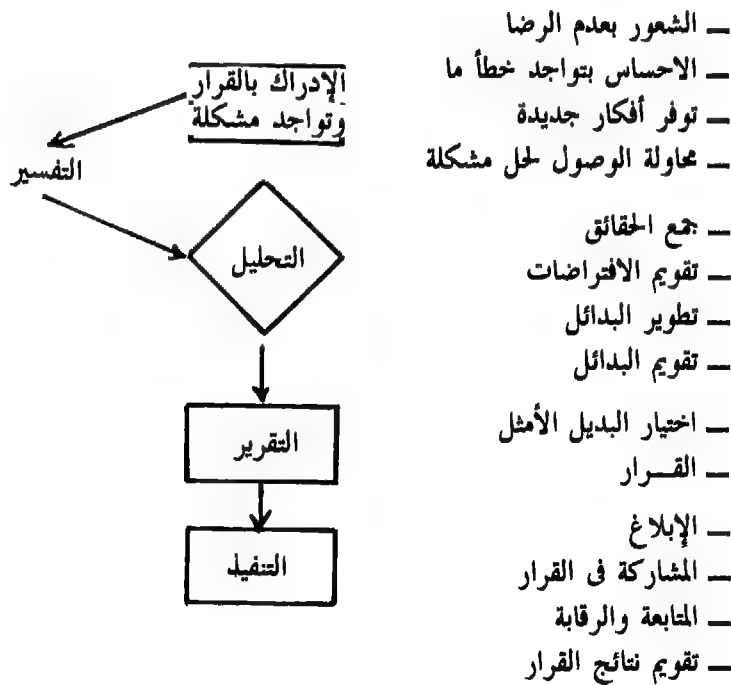 — الشعور بعدم الرضا
— الاحساس بتواجد خطأ ما
— توفر أفكار جديدة
— محاولة الوصول لحل مشكلة
— جمع الحقائق
— تقويم الافتراضات
— تطوير البدائل
— تقويم البدائل
— اختيار البديل الأمثل
— القـــرار
— الإبلاغ
— المشاركة فى القرار
— المتابعة والرقابة
— تقويم نتائج القرار
الإدراك بالقرار
وتواجد مشكلة
التفسير
التحليل
التقرير
التنفيذ